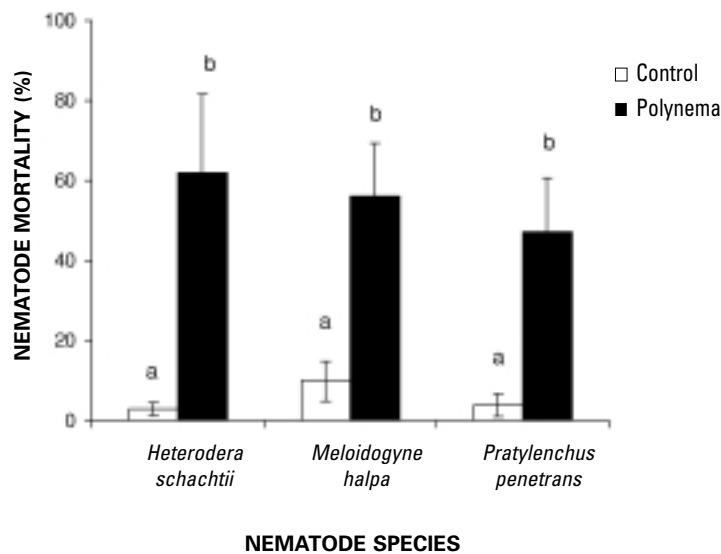 NEMATODE MORTALITY (%)
100
80
60
40
20
0
b
b
b
a
a
a
Control
Polynema
Heterodera
schachtii
Meloidogyne
halpa
Pratylenchus
penetrans
NEMATODE SPECIES